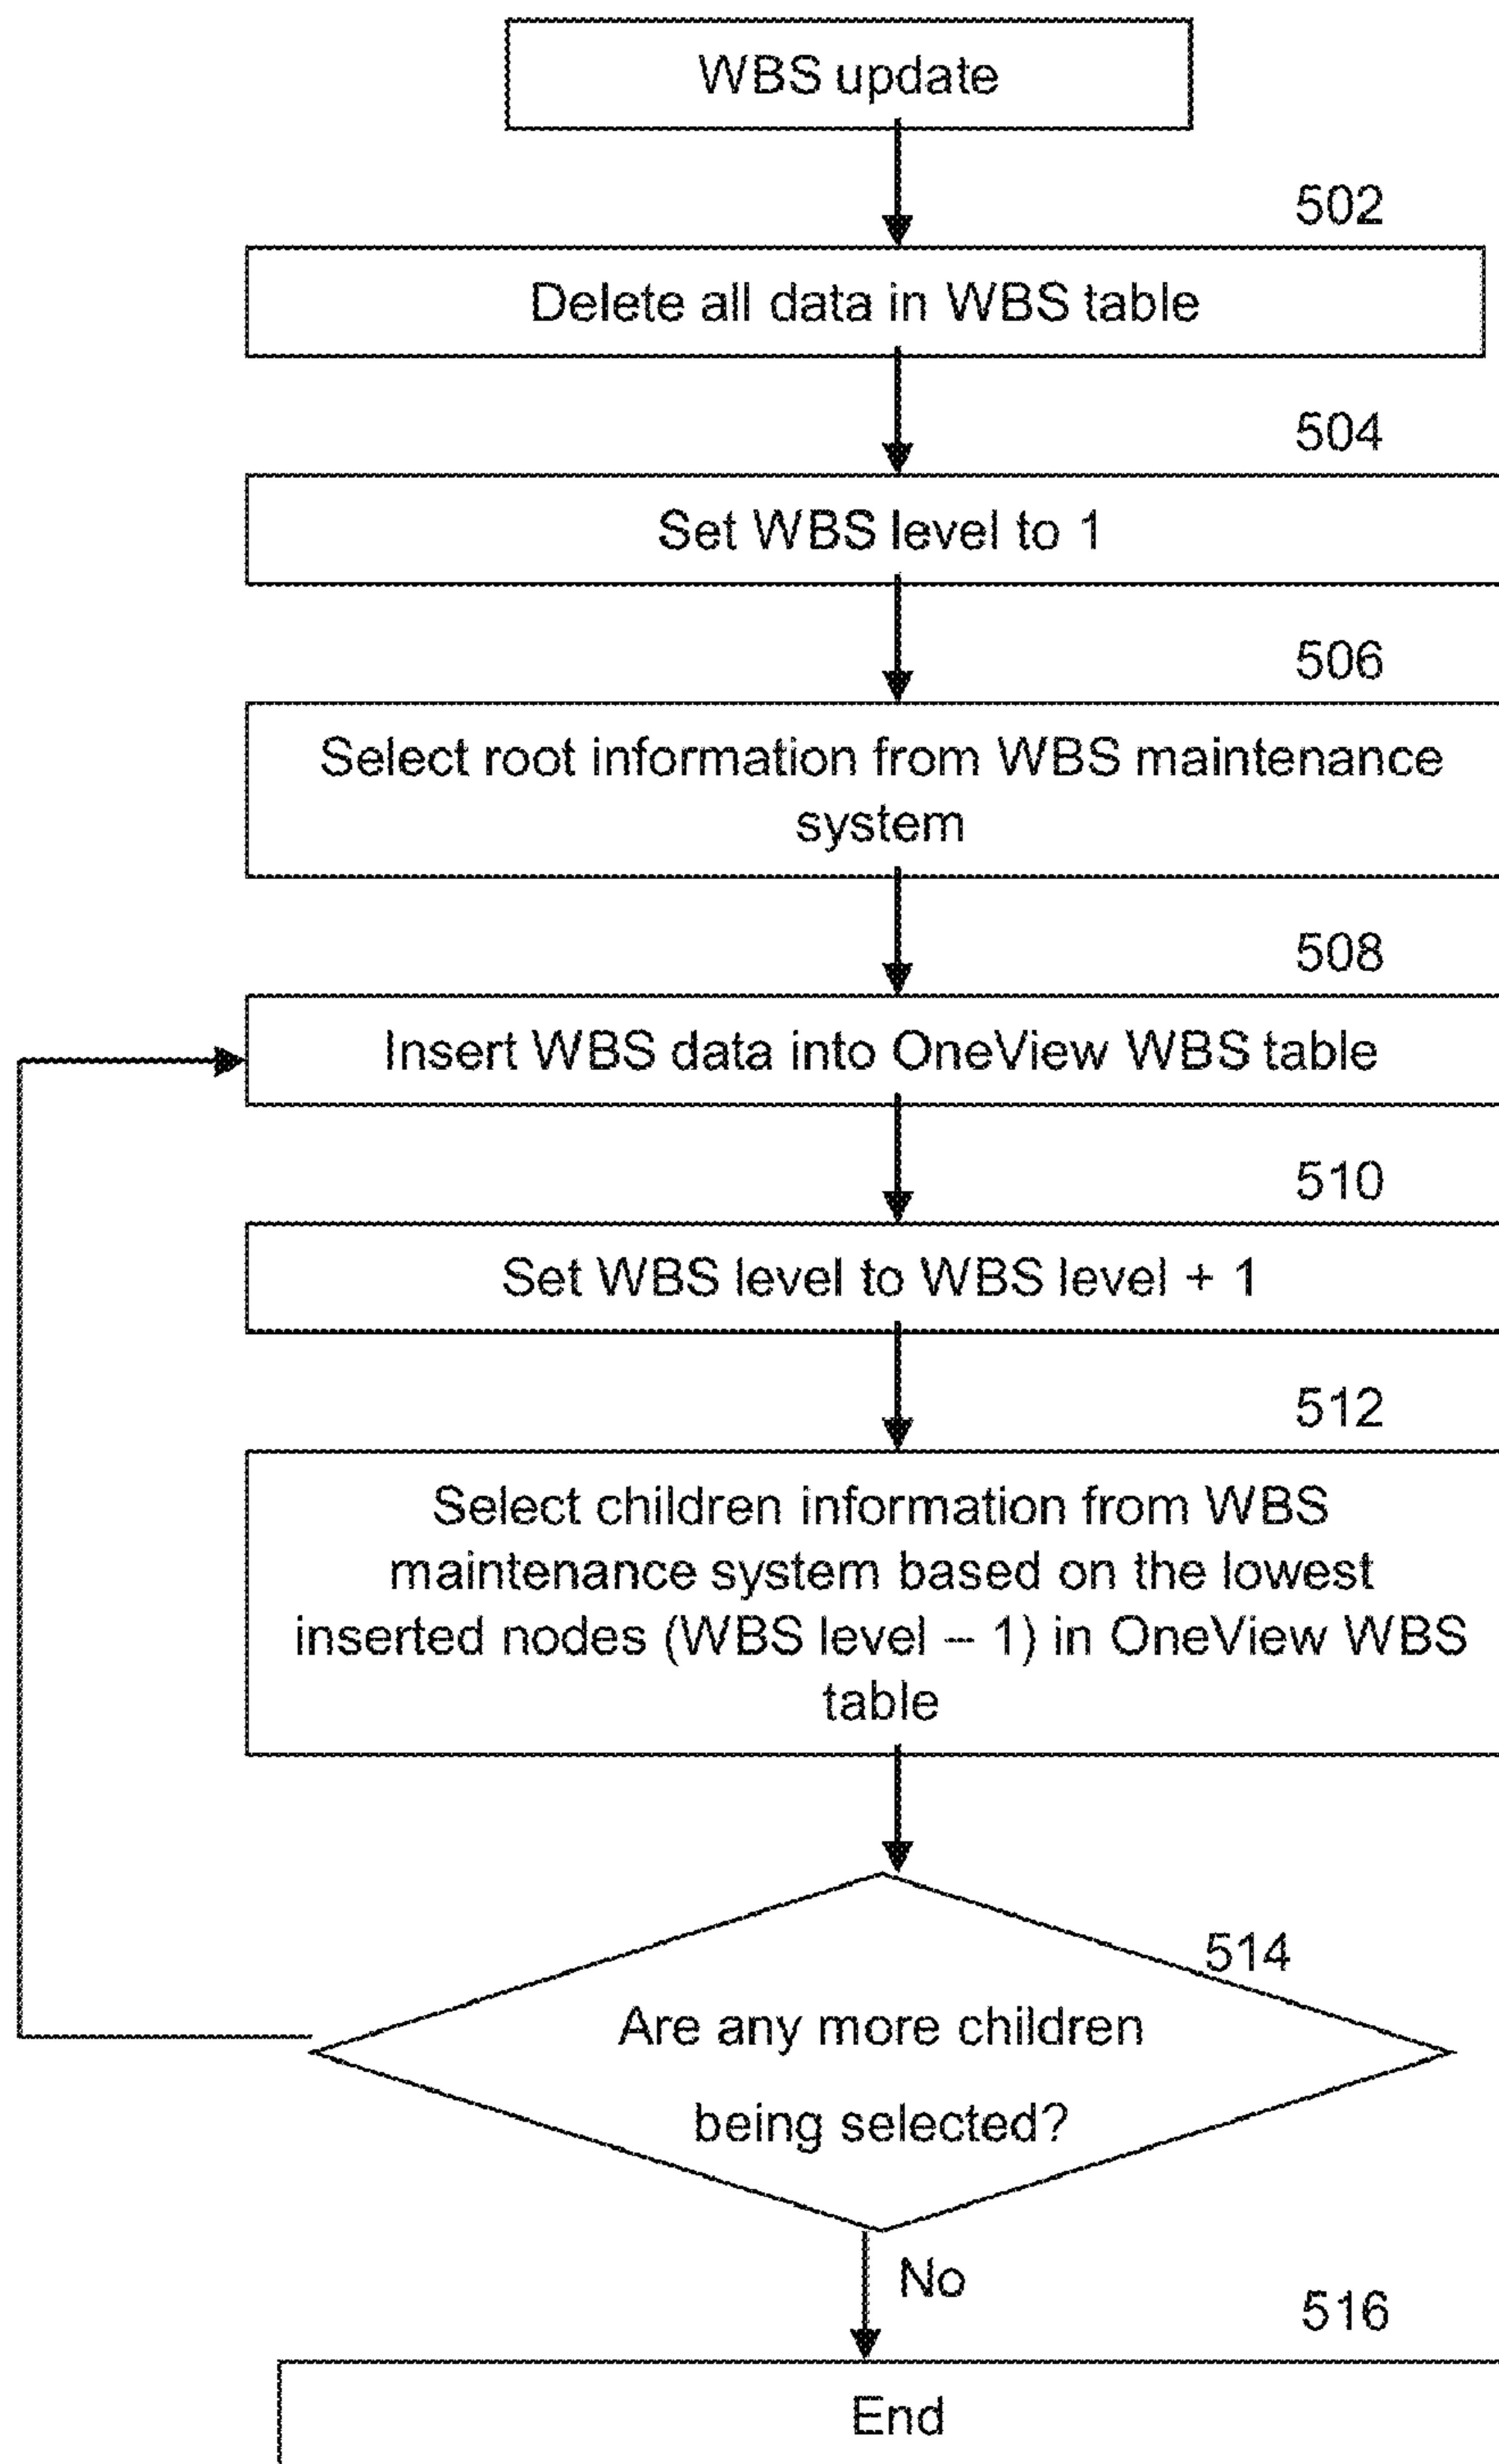 WBS update
502
Delete all data in WBS table
504
Set WBS level to 1
506
Select root information from WBS maintenance
system
508
Insert WBS data into OneView WBS table
510
Set WBS level to WBS level + 1
512
Select children information from WBS
maintenance system based on the lowest
inserted nodes (WBS level – 1) in OneView WBS
table
514
Are any more children
being selected?
No
516
End